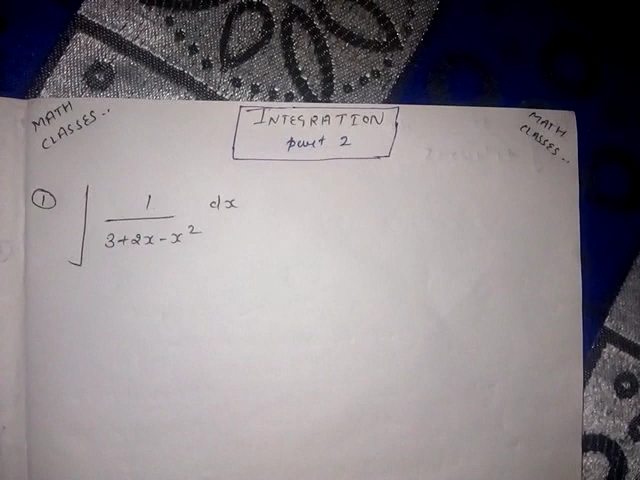 MATH
CLASSES..
INTEGRATION
part 2
MATH
CLASSES..
① ∫ 1/(3+2x-x²) dx